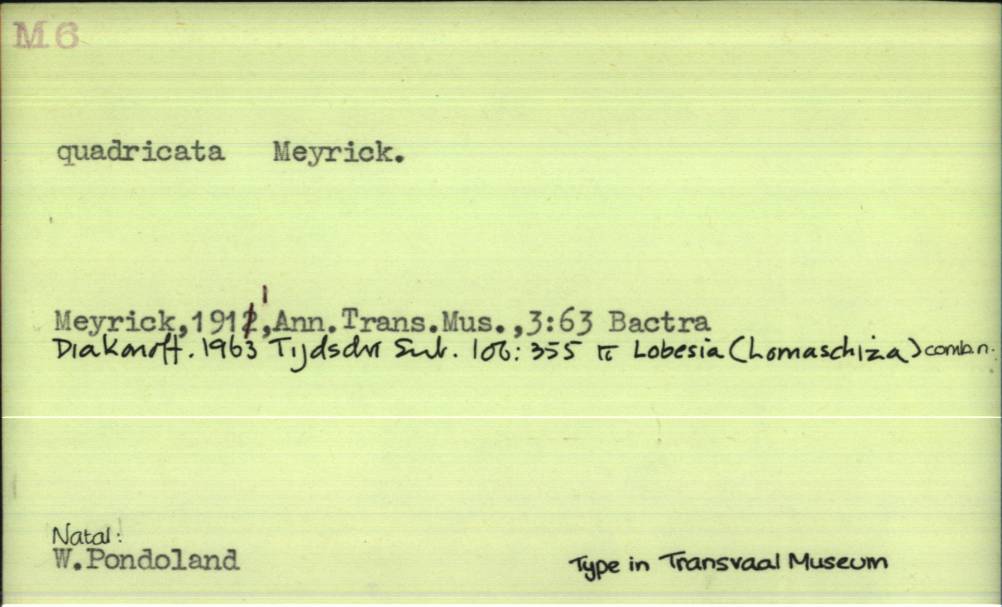 M6
quadricata Meyrick.
Meyrick,1911,Ann.Trans.Mus.,3:63 Bactra
Diakonoff. 1963 Tijdschr Ent. 106: 355 Lobesia (Lomaschiza) comb.n.
Natal:
W.Pondoland
Type in Transvaal Museum